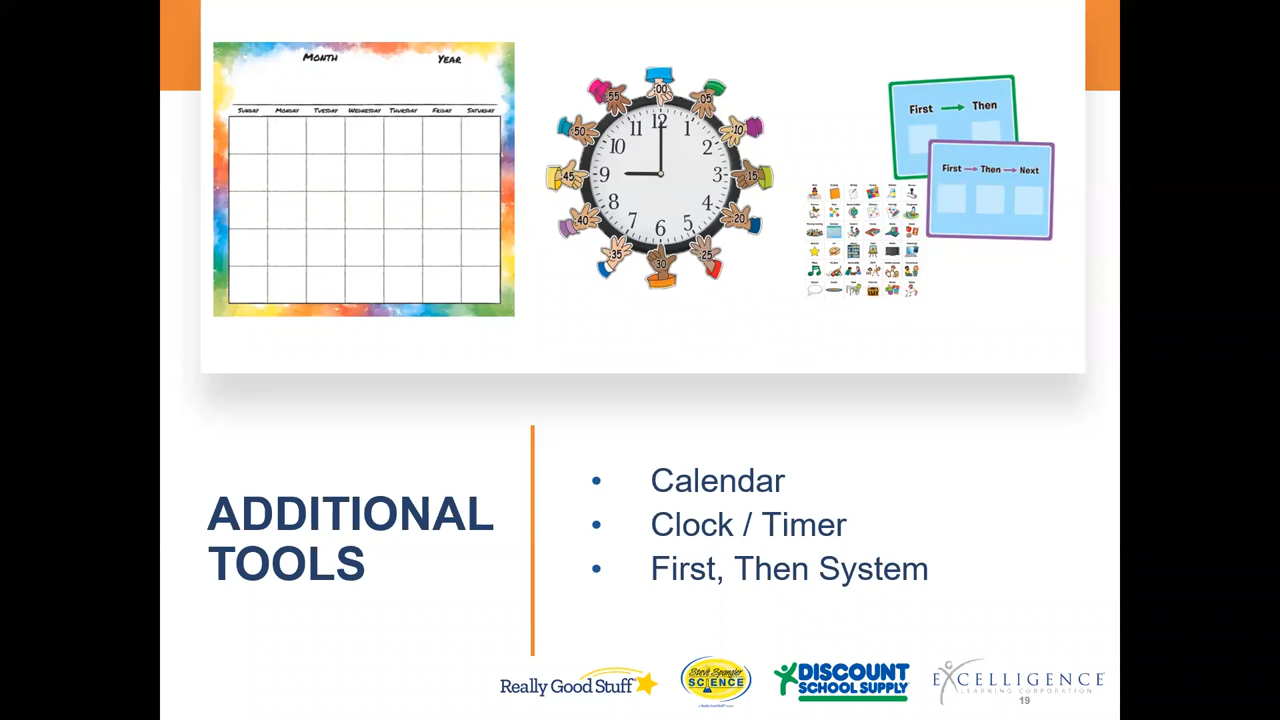 MONTH YEAR
SUNDAY MONDAY TUESDAY WEDNESDAY THURSDAY FRIDAY SATURDAY
:00
:05
:10
:15
:20
:25
:30
:35
:40
:45
:50
:55
12
1
2
3
4
5
6
7
8
9
10
11
First Then
First Then Next
ADDITIONAL
TOOLS
• Calendar
• Clock / Timer
• First, Then System
Really Good Stuff
Steve Spangler
SCIENCE
DISCOUNT
SCHOOL SUPPLY
EXCELLIGENCE
LEARNING CORPORATION
19